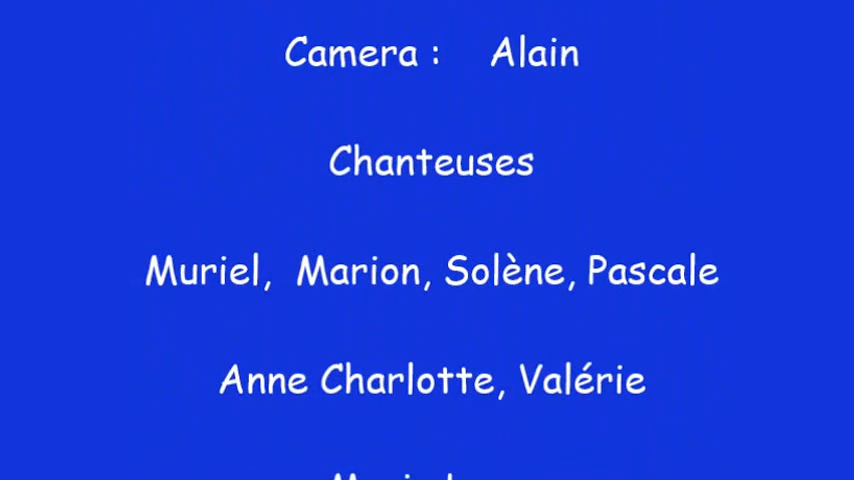 Camera : Alain
Chanteuses
Muriel, Marion, Solène, Pascale
Anne Charlotte, Valérie